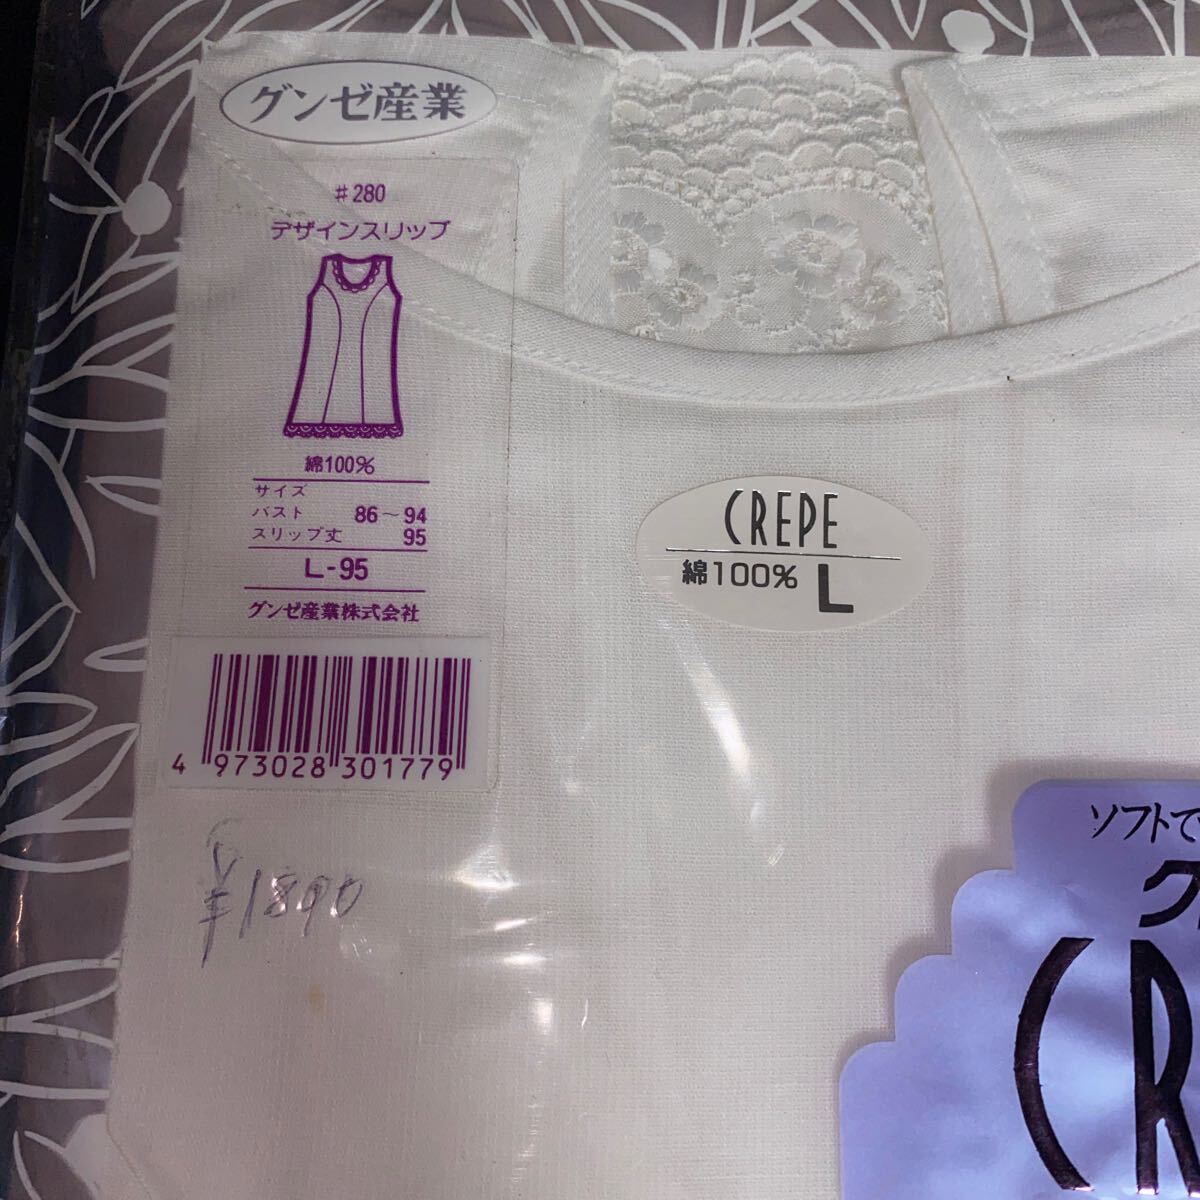 グンゼ産業
#280
デザインスリップ
綿100%
サイズ
バスト 86～94
スリップ丈 95
L-95
グンゼ産業株式会社
4 973028 301779
¥1890
CREPE
綿100% L
ソフトで
ク
CR